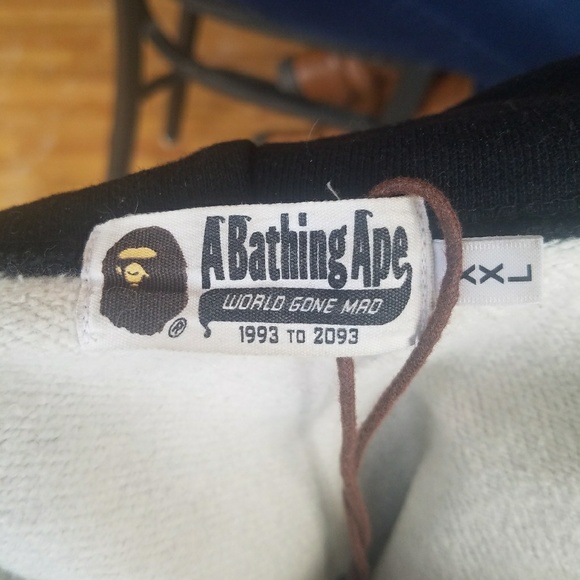 A Bathing Ape
WORLD GONE MAD
1993 TO 2093
®
XXL